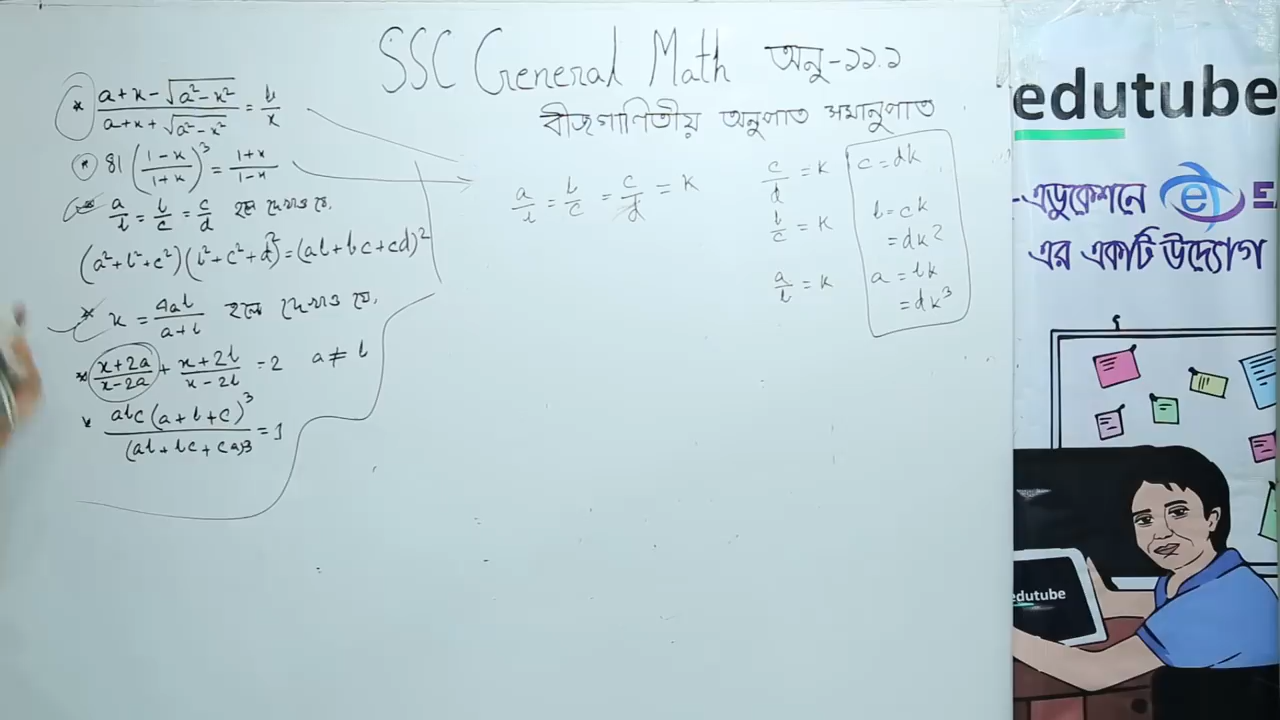 SSC General Math অনু-১১.১
বীজগাণিতীয় অনুপাত সমানুপাত
* (a+x-√(a²-x²))/(a+x+√(a²-x²)) = b/x
* 81 ((1-x)/(1+x))³ = (1+x)/(1-x)
* a/b = b/c = c/d হলে দেখাও যে,
(a²+b²+c²)(b²+c²+d²) = (ab+bc+cd)²
* x = 4ab/(a+b) হলে দেখাও যে,
* (x+2a)/(x-2a) + (x+2b)/(x-2b) = 2 a≠b
* abc(a+b+c)³/(ab+bc+ca)³ = 1
a/b = b/c = c/d = K
c/d = K
b/c = K
a/b = K
c = dk
b = ck
= dk²
a = bk
= dk³
edutube
-এডুকেশনে e E
এর একটি উদ্যোগ
edutube